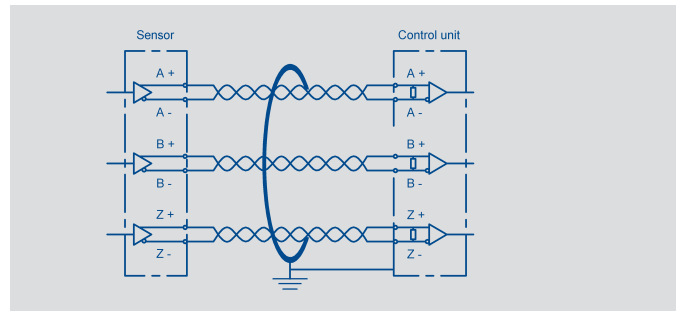 Sensor
Control unit
A +
A +
A -
A -
B +
B +
B -
B -
Z +
Z +
Z -
Z -